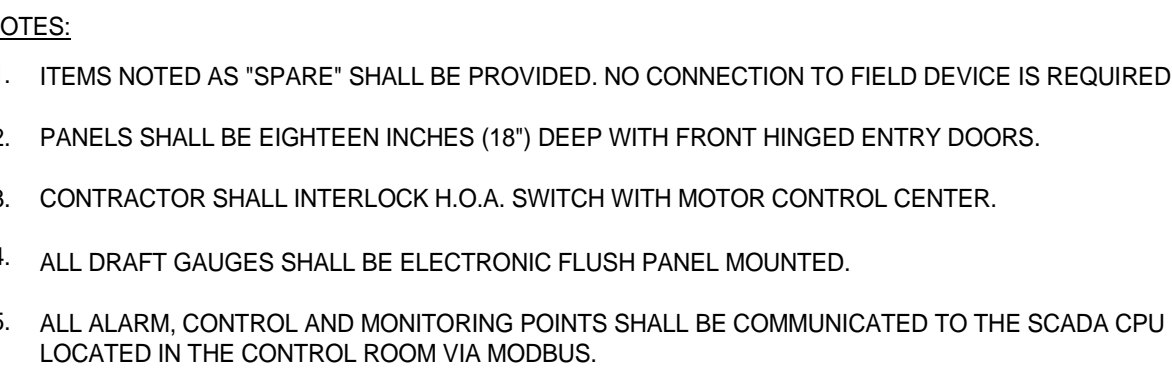 OTES:
1. ITEMS NOTED AS "SPARE" SHALL BE PROVIDED. NO CONNECTION TO FIELD DEVICE IS REQUIRED
2. PANELS SHALL BE EIGHTEEN INCHES (18") DEEP WITH FRONT HINGED ENTRY DOORS.
3. CONTRACTOR SHALL INTERLOCK H.O.A. SWITCH WITH MOTOR CONTROL CENTER.
4. ALL DRAFT GAUGES SHALL BE ELECTRONIC FLUSH PANEL MOUNTED.
5. ALL ALARM, CONTROL AND MONITORING POINTS SHALL BE COMMUNICATED TO THE SCADA CPU
LOCATED IN THE CONTROL ROOM VIA MODBUS.